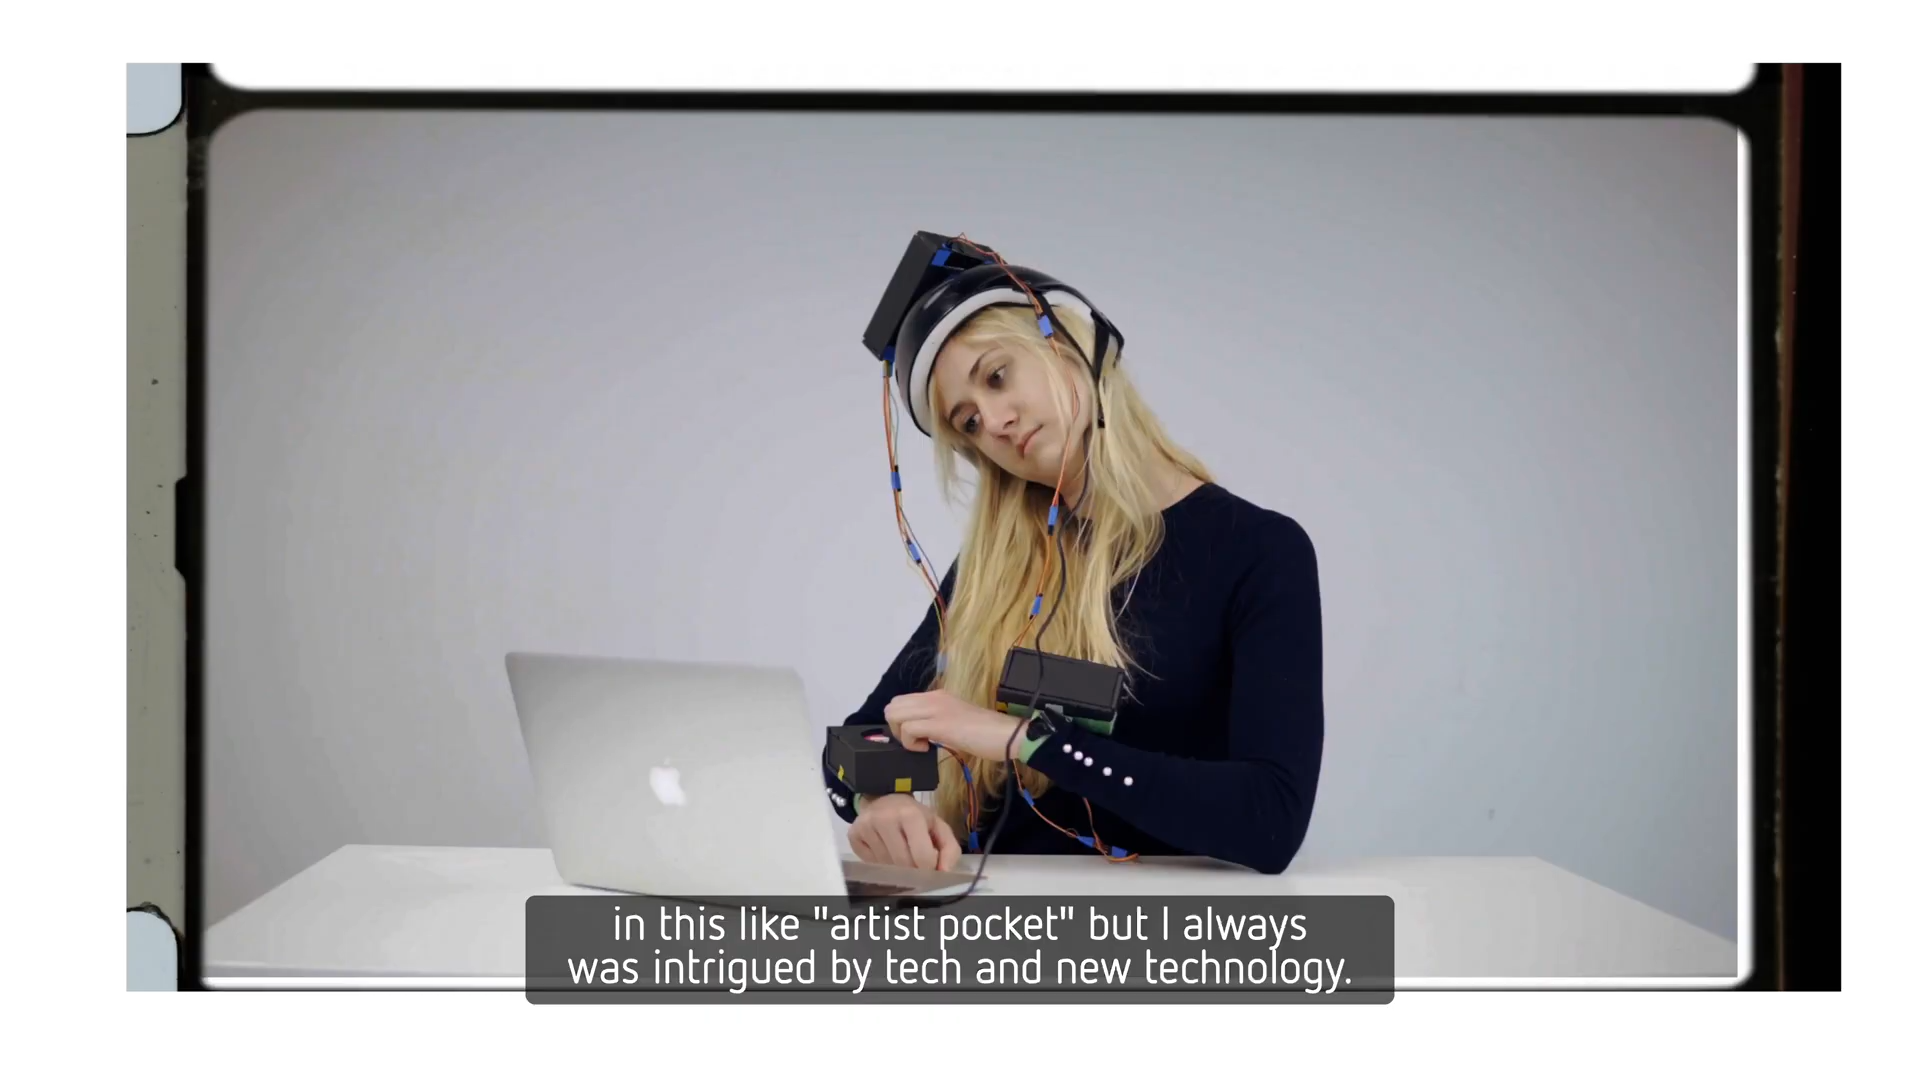 in this like "artist pocket" but I always
was intrigued by tech and new technology.